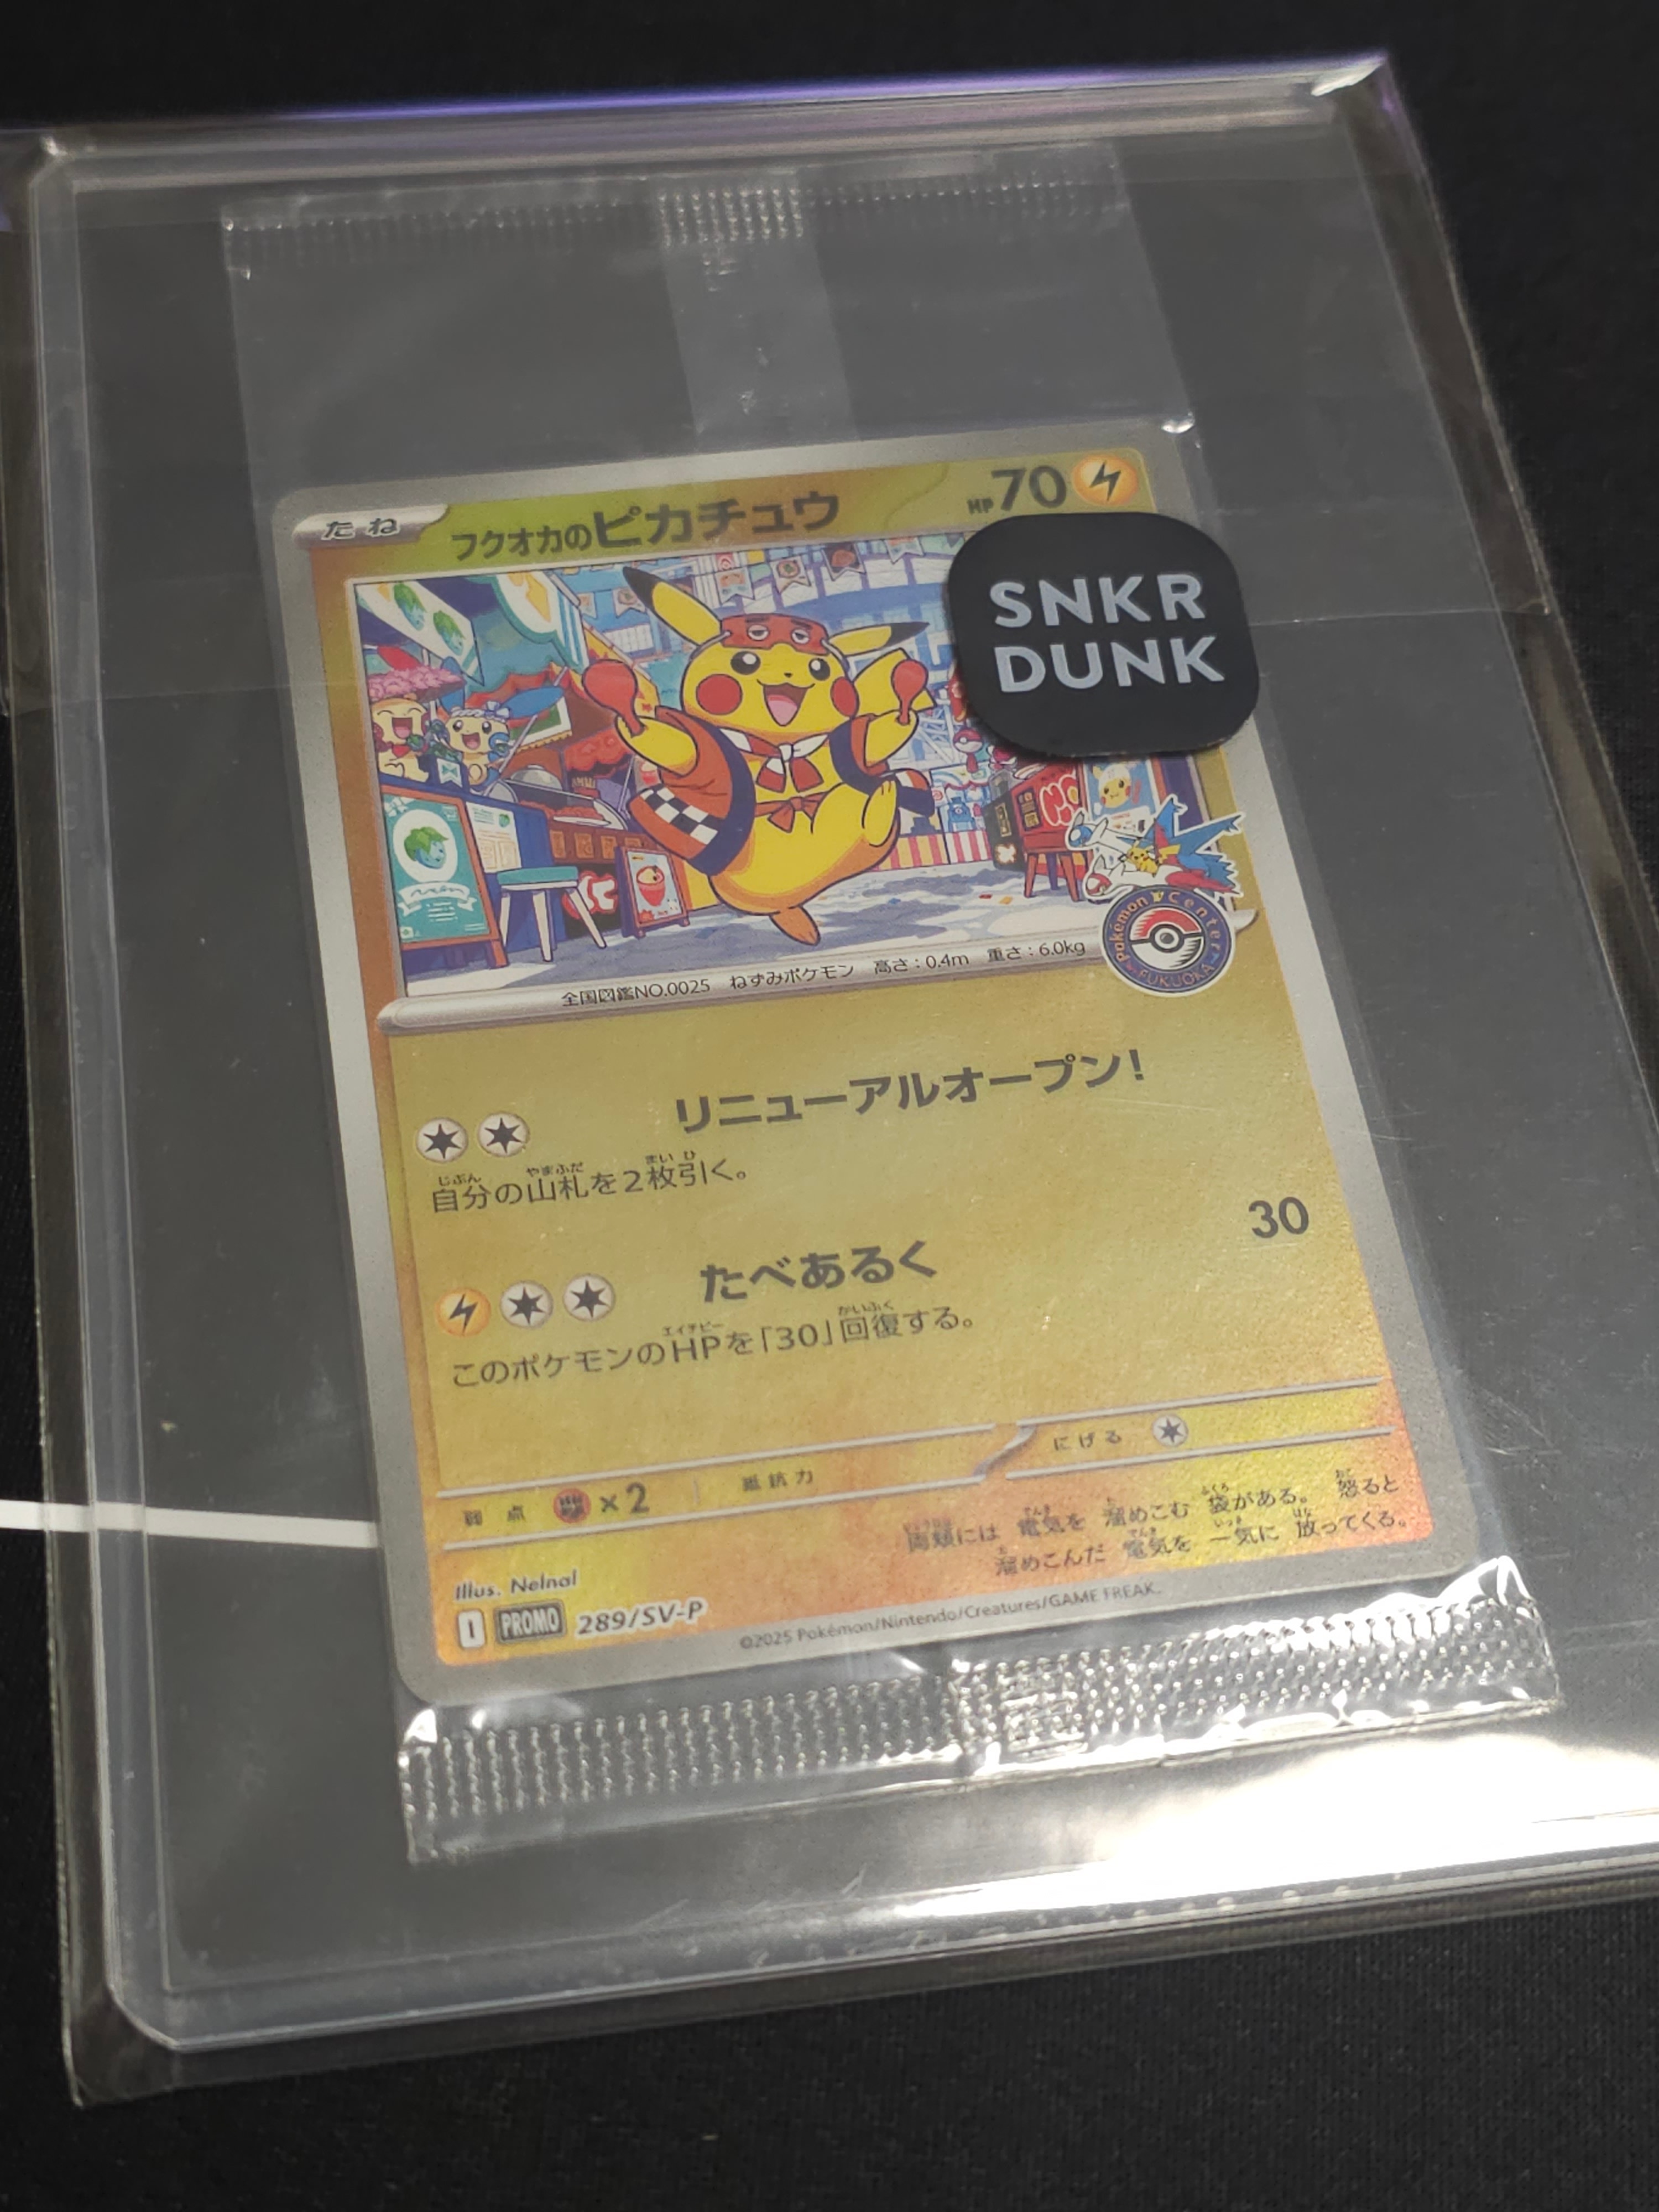 たね
フクオカのピカチュウ
HP70
SNKR
DUNK
Pokémon Center
FUKUOKA
全国図鑑NO.0025 ねずみポケモン 高さ:0.4m 重さ:6.0kg
リニューアルオープン!
自分の山札を2枚引く。
たべあるく 30
このポケモンのHPを「30」回復する。
弱点 ×2 抵抗力 にげる
両頬には 電気を 溜めこむ 袋がある。 怒ると
溜めこんだ 電気を 一気に 放ってくる。
Illus. Nelnal
I PROMO 289/SV-P
©2025 Pokémon/Nintendo/Creatures/GAME FREAK.